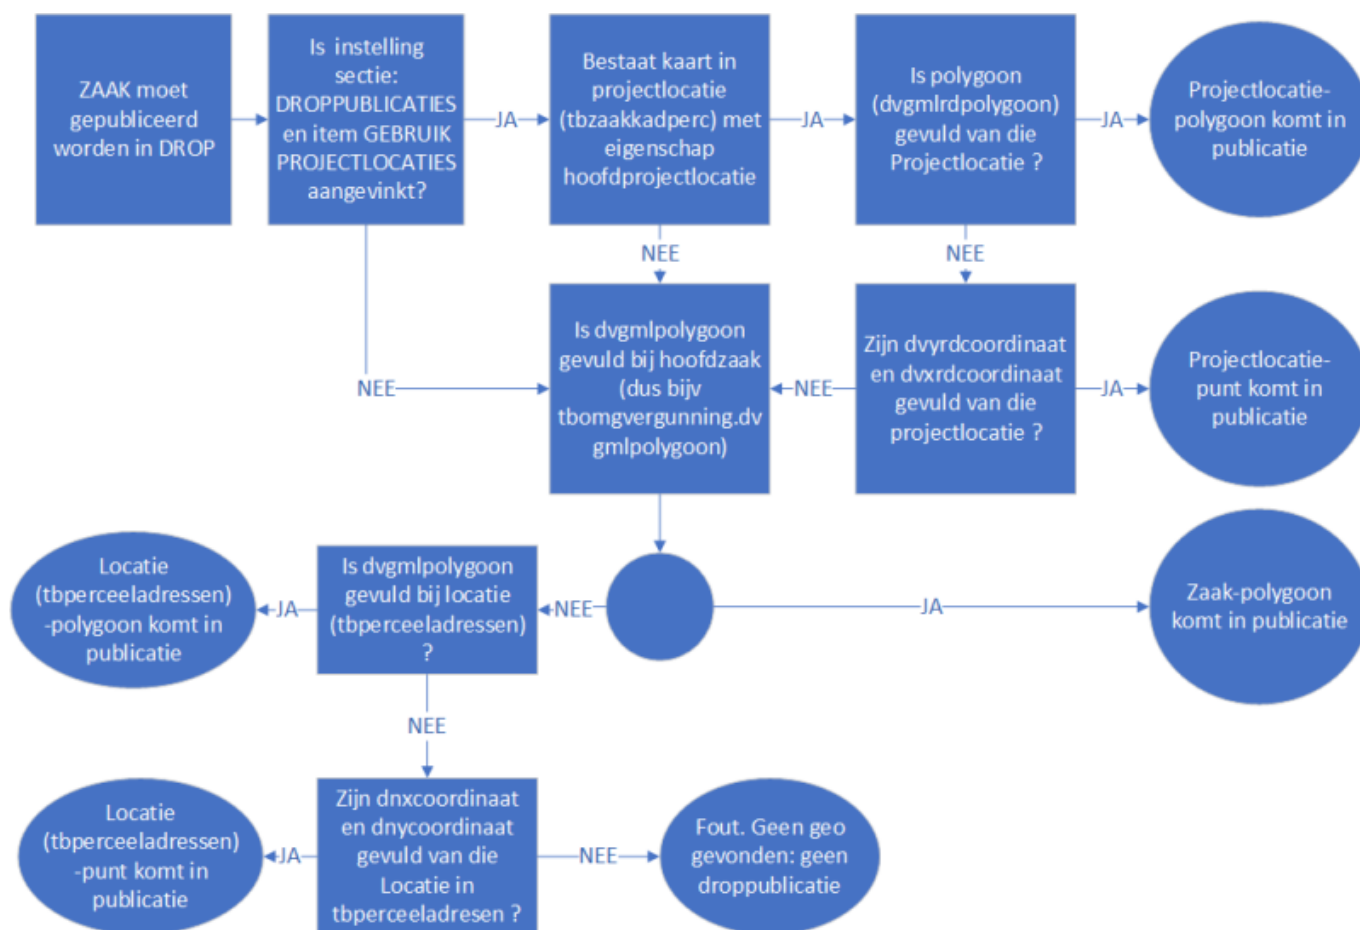 ZAAK moet
gepubliceerd
worden in DROP
Is instelling
sectie:
DROPPUBLICATIES
en item GEBRUIK
PROJECTLOCATIES
aangevinkt?
JA
Bestaat kaart in
projectlocatie
(tbzaakkadperc) met
eigenschap
hoofdprojectlocatie
JA
Is polygoon
(dvgmlrdpolygoon)
gevuld van die
Projectlocatie ?
JA
Projectlocatie-
polygoon komt in
publicatie
NEE
NEE
NEE
Is dvgmlpolygoon
gevuld bij hoofdzaak
(dus bijv
tbomgvergunning.dv
gmlpolygoon)
NEE
Zijn dvyrdcoordinaat
en dvxrdcoordinaat
gevuld van die
projectlocatie ?
JA
Projectlocatie-
punt komt in
publicatie
Locatie
(tbperceeladressen)
-polygoon komt in
publicatie
JA
Is dvgmlpolygoon
gevuld bij locatie
(tbperceeladressen)
?
NEE
JA
Zaak-polygoon
komt in publicatie
NEE
Locatie
(tbperceeladressen)
-punt komt in
publicatie
JA
Zijn dnxcoordinaat
en dnycoordinaat
gevuld van die
Locatie in
tbperceeladresen ?
NEE
Fout. Geen geo
gevonden: geen
droppublicatie